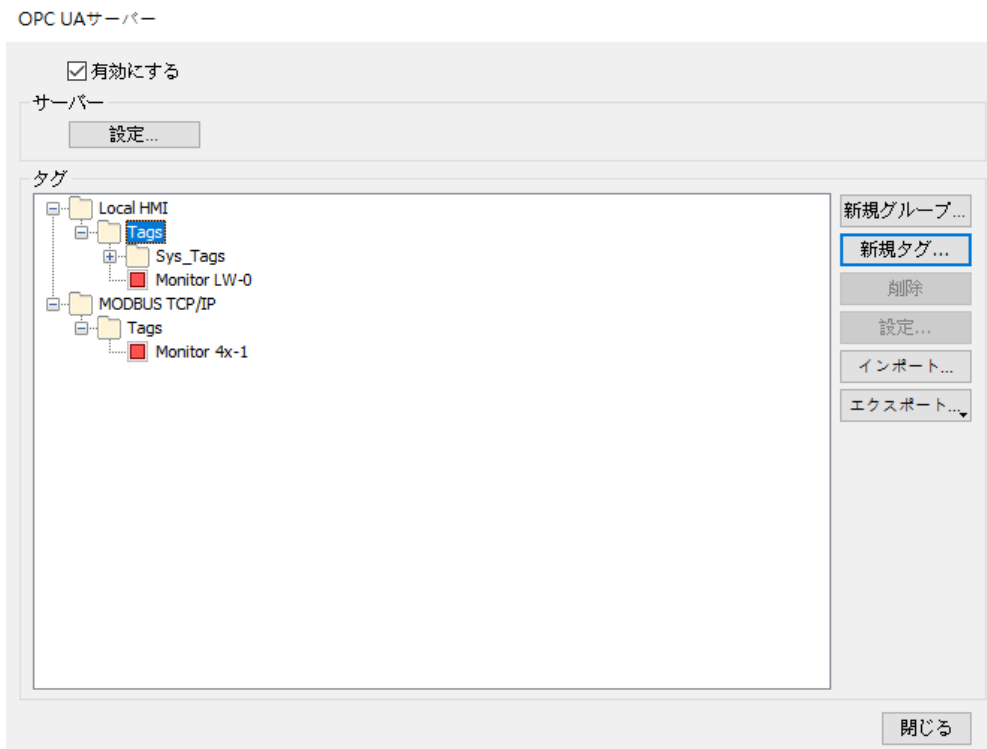 OPC UAサーバー
有効にする
サーバー
設定...
タグ
Local HMI
Tags
Sys_Tags
Monitor LW-0
MODBUS TCP/IP
Tags
Monitor 4x-1
新規グループ...
新規タグ...
削除
設定...
インポート...
エクスポート...
閉じる